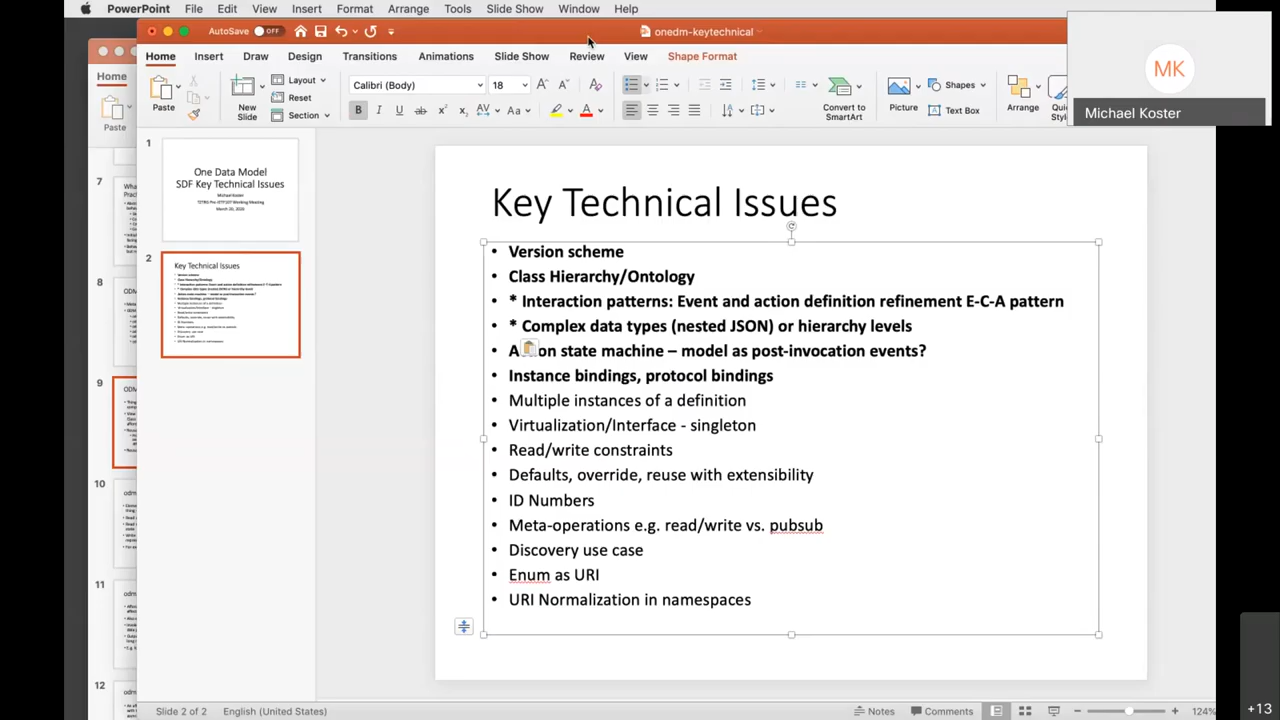 PowerPoint File Edit View Insert Format Arrange Tools Slide Show Window Help
AutoSave OFF
onedm-keytechnical
Home Insert Draw Design Transitions Animations Slide Show Review View Shape Format
Home
Paste
Paste
New
Slide
Layout
Reset
Section
Calibri (Body) 18
Convert to
SmartArt
Picture
Shapes
Text Box
Arrange
MK
Michael Koster
1
One Data Model
SDF Key Technical Issues
Michael Koster
2
Key Technical Issues
7
8
9
10
11
12
Key Technical Issues
• Version scheme
• Class Hierarchy/Ontology
• * Interaction patterns: Event and action definition refinement E-C-A pattern
• * Complex data types (nested JSON) or hierarchy levels
• on state machine – model as post-invocation events?
• Instance bindings, protocol bindings
• Multiple instances of a definition
• Virtualization/Interface - singleton
• Read/write constraints
• Defaults, override, reuse with extensibility
• ID Numbers
• Meta-operations e.g. read/write vs. pubsub
• Discovery use case
• Enum as URI
• URI Normalization in namespaces
Slide 2 of 2 English (United States)
Notes Comments 124%
+13